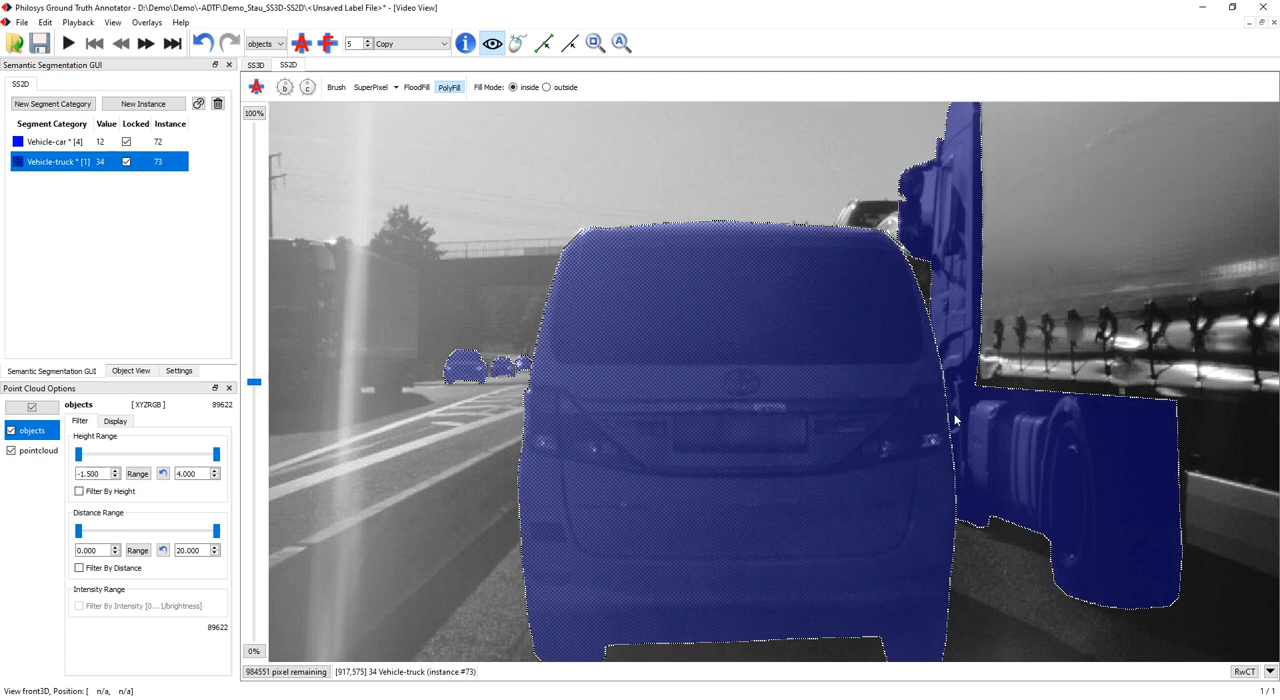 Philosys Ground Truth Annotator - D:\Demo\Demo\-ADTF\Demo_Stau_SS3D-SS2D\<Unsaved Label File>* - [Video View]
File Edit Playback View Overlays Help
objects 5 Copy
Semantic Segmentation GUI
SS3D SS2D
SS2D
b c Brush SuperPixel FloodFill PolyFill Fill Mode: inside outside
New Segment Category New Instance
100%
Segment Category Value Locked Instance
Vehicle-car * [4] 12 72
Vehicle-truck * [1] 34 73
Semantic Segmentation GUI Object View Settings
Point Cloud Options
objects [ XYZRGB ] 89622
objects
pointcloud
Filter Display
Height Range
-1.500 Range 4.000
Filter By Height
Distance Range
0.000 Range 20.000
Filter By Distance
Intensity Range
Filter By Intensity [0...1/brightness]
89622
0%
984551 pixel remaining [917,575] 34 Vehicle-truck (instance #73) RwCT
View front3D, Position: [ n/a, n/a] 1 / 1